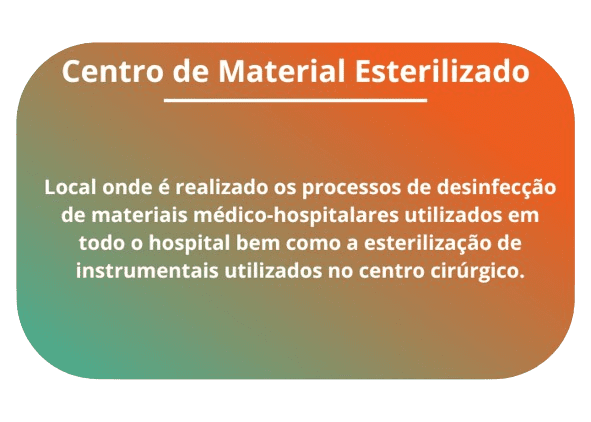 Centro de Material Esterilizado
Local onde é realizado os processos de desinfecção
de materiais médico-hospitalares utilizados em
todo o hospital bem como a esterilização de
instrumentais utilizados no centro cirúrgico.